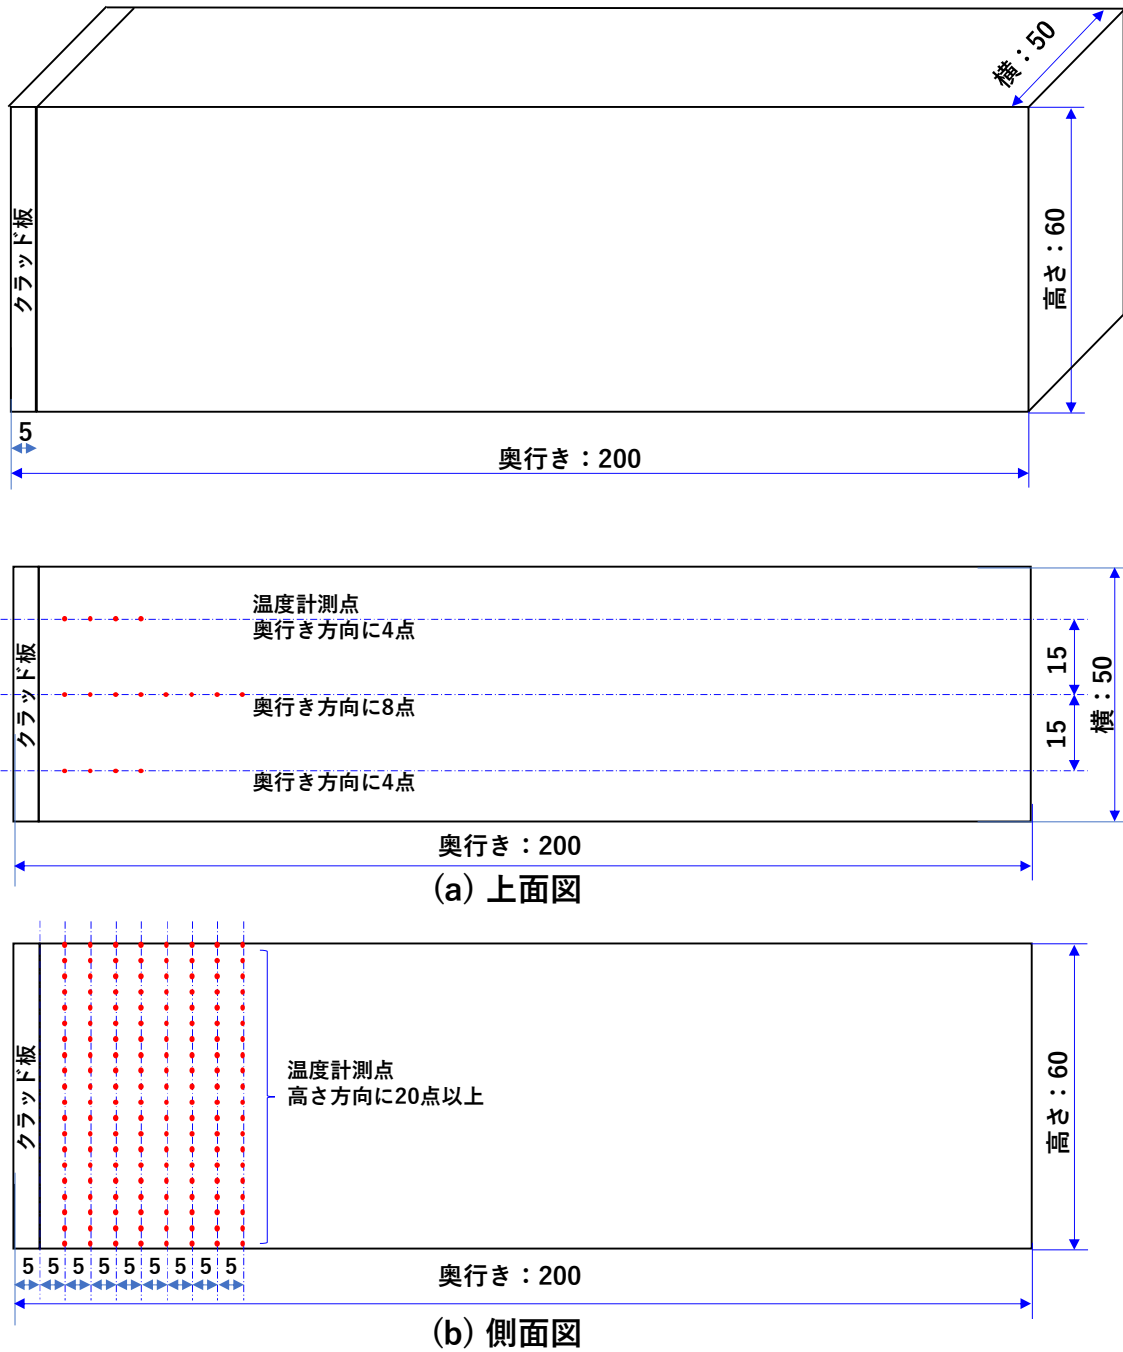 横：50
クラッド板
高さ：60
5
奥行き：200
温度計測点
奥行き方向に4点
クラッド板
15
横：50
奥行き方向に8点
15
奥行き方向に4点
奥行き：200
(a) 上面図
クラッド板
温度計測点
高さ方向に20点以上
高さ：60
5 5 5 5 5 5 5 5 5
奥行き：200
(b) 側面図